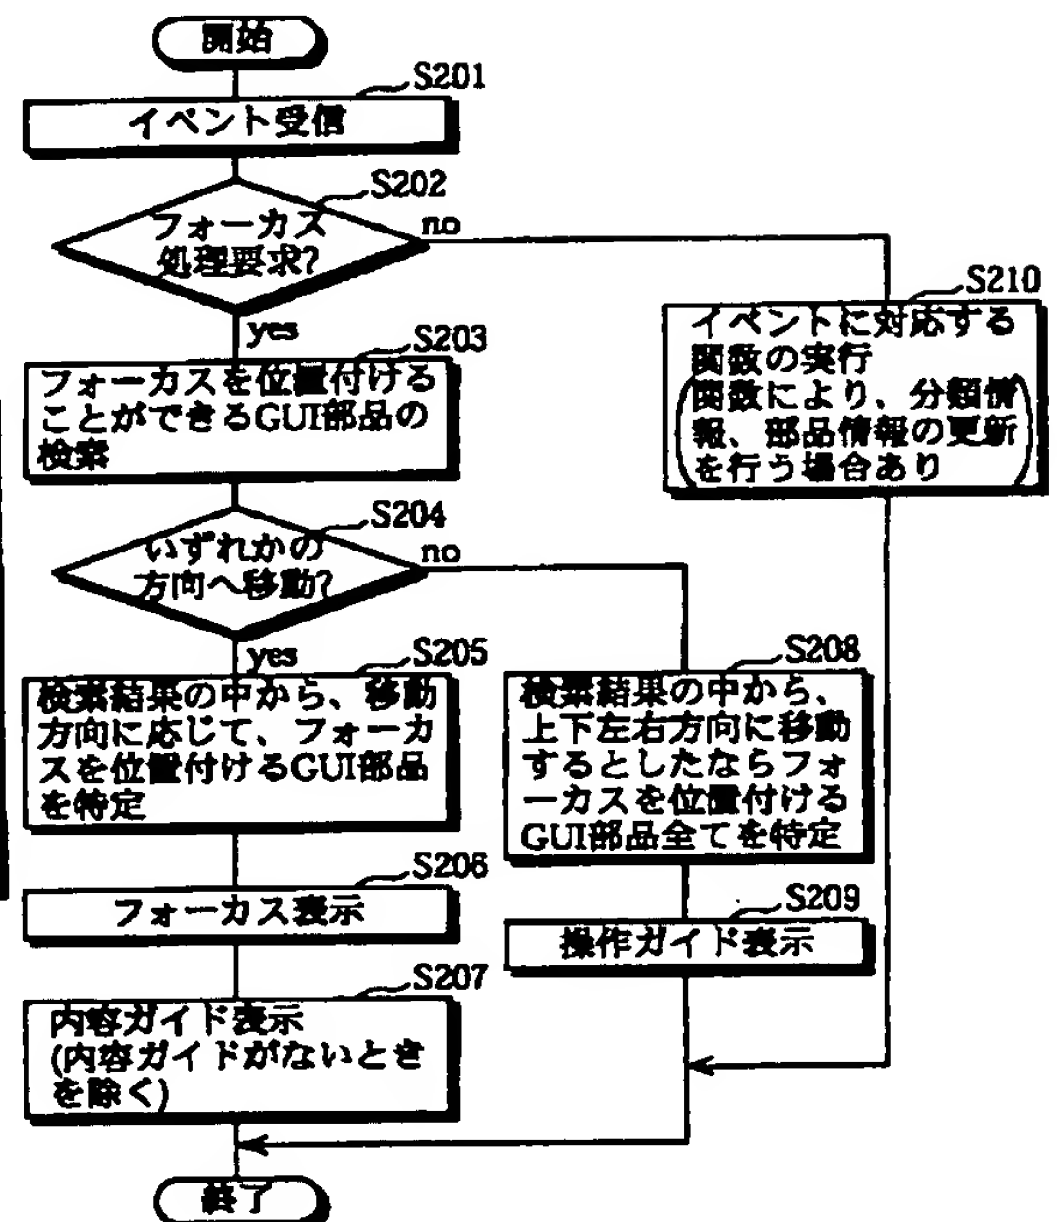 開始
S201
イベント受信
S202
フォーカス
処理要求?
no
yes
S210
イベントに対応する
関数の実行
(関数により、分類情
報、部品情報の更新
を行う場合あり)
S203
フォーカスを位置付ける
ことができるGUI部品の
検索
S204
いずれかの
方向へ移動?
no
yes
S205
検索結果の中から、移動
方向に応じて、フォーカ
スを位置付けるGUI部品
を特定
S208
検索結果の中から、
上下左右方向に移動
するとしたならフォ
ーカスを位置付ける
GUI部品全てを特定
S206
フォーカス表示
S209
操作ガイド表示
S207
内容ガイド表示
(内容ガイドがないとき
を除く)
終了